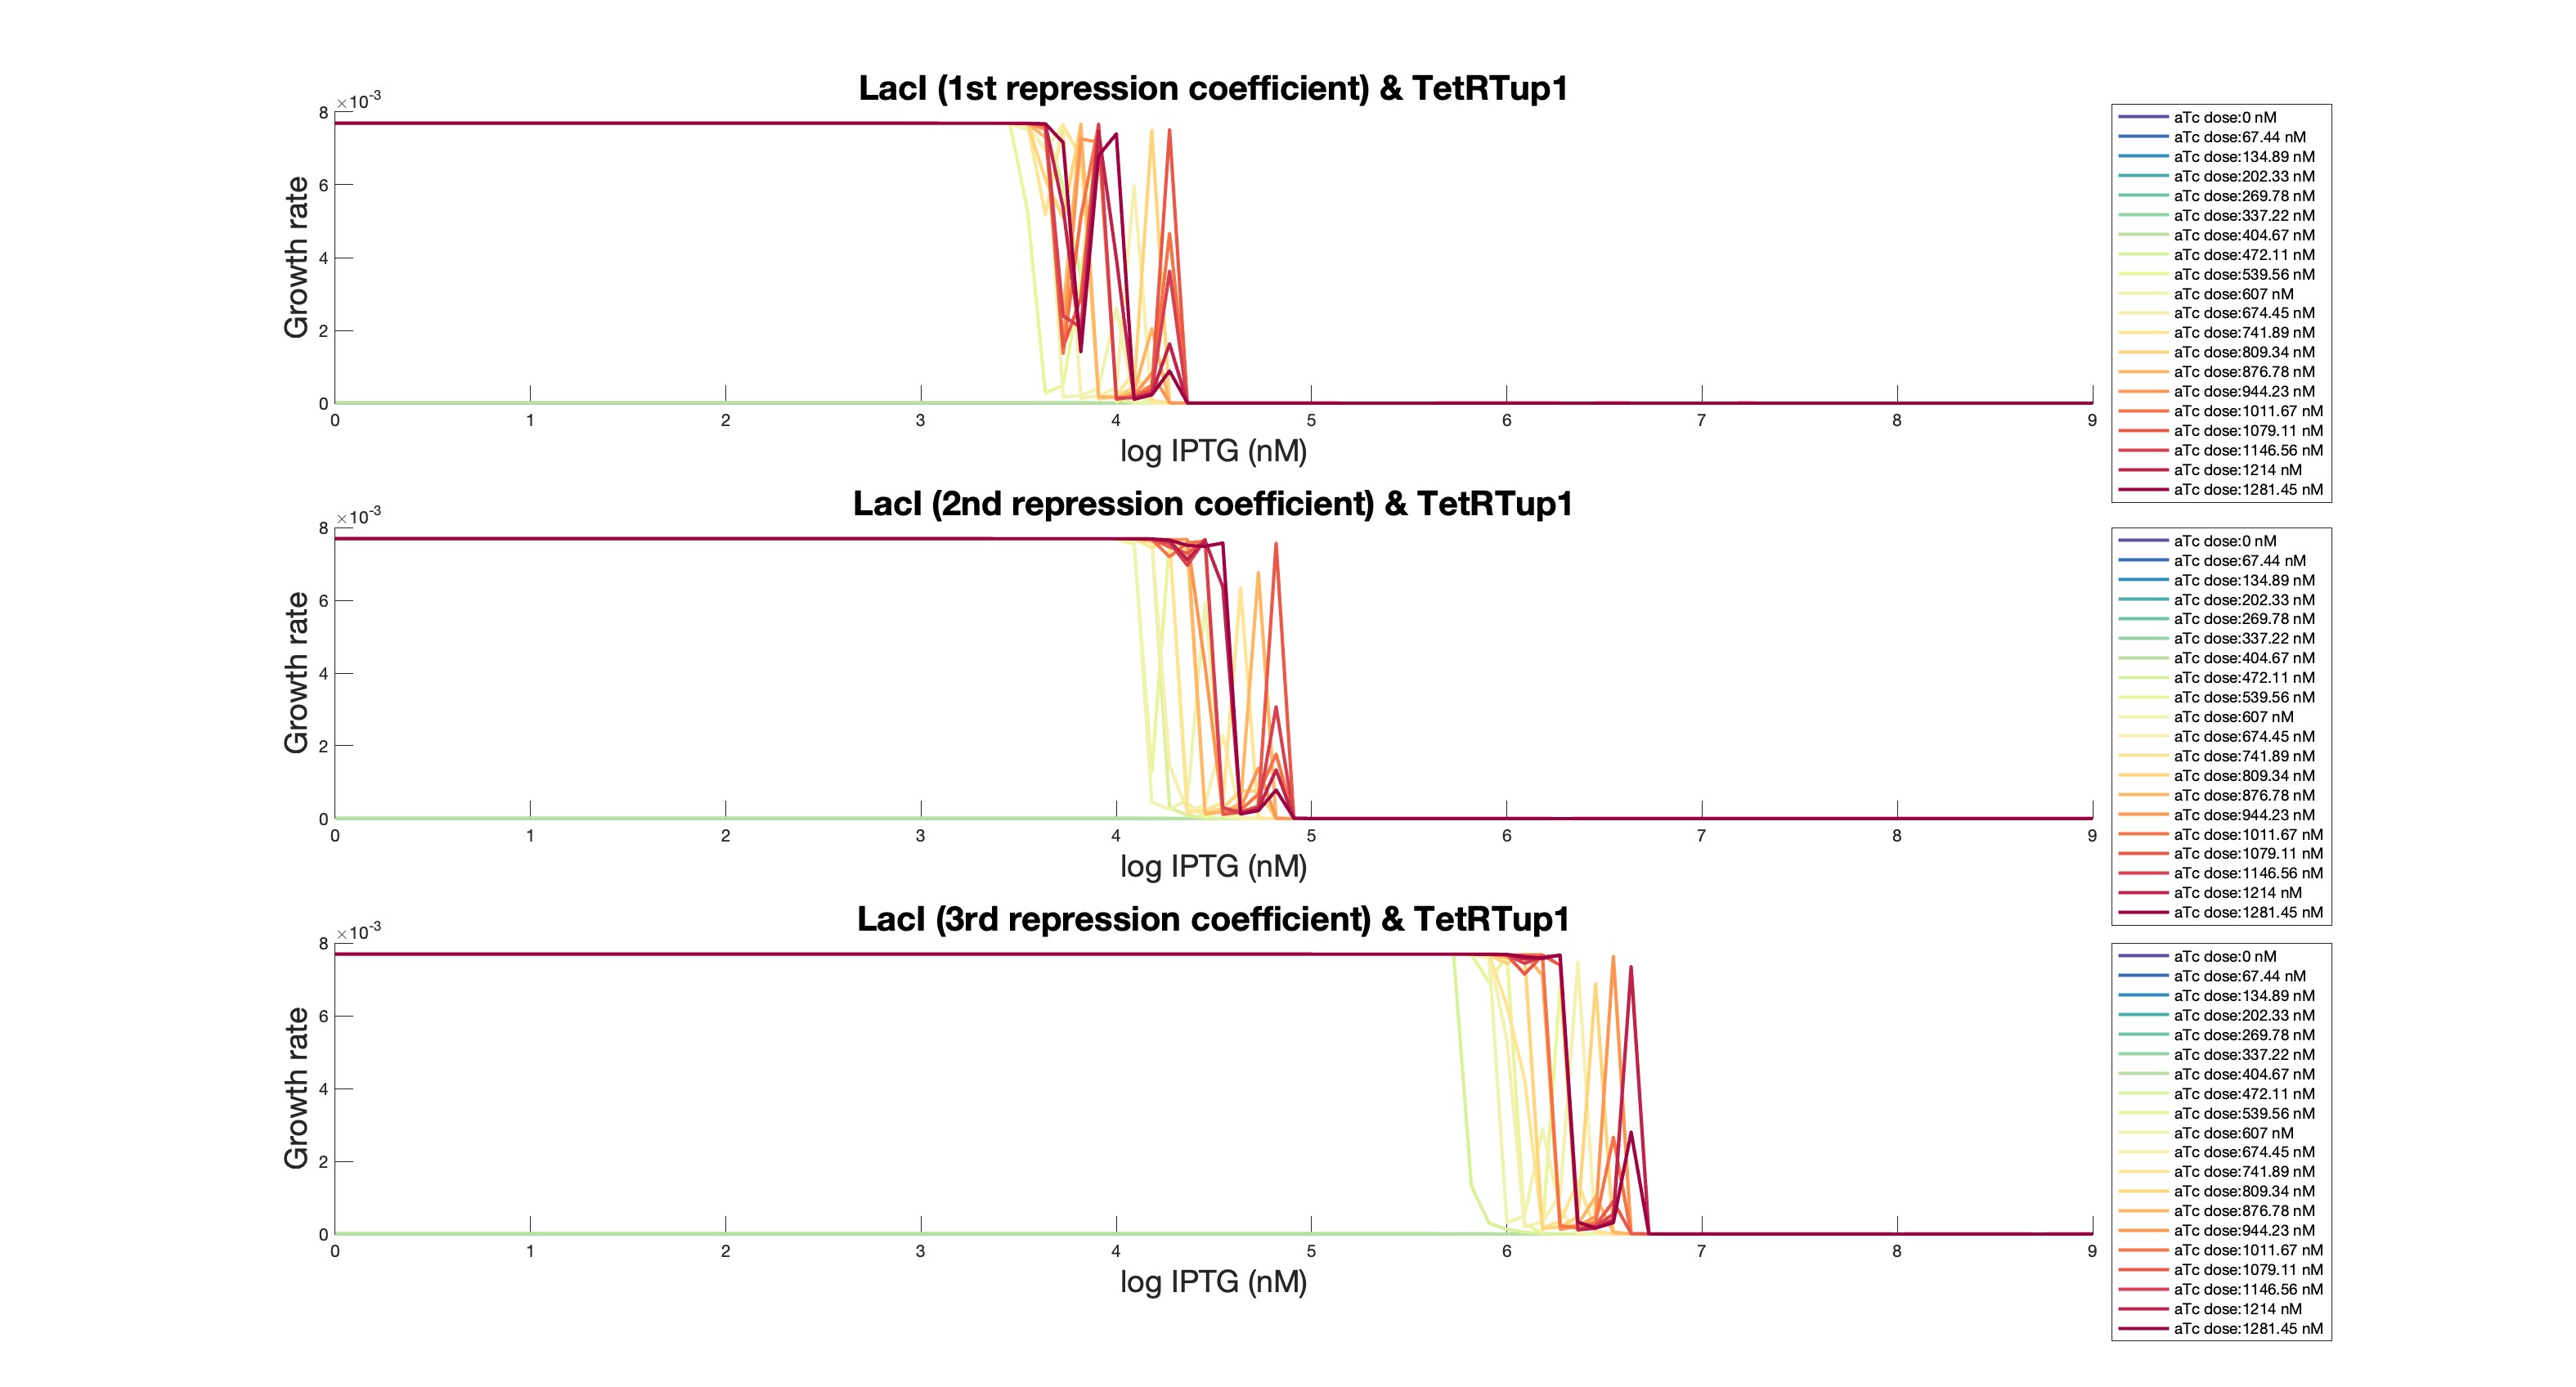 LacI (1st repression coefficient) & TetRTup1
×10-3
8
6
4
2
0
Growth rate
0 1 2 3 4 5 6 7 8 9
log IPTG (nM)
aTc dose:0 nM
aTc dose:67.44 nM
aTc dose:134.89 nM
aTc dose:202.33 nM
aTc dose:269.78 nM
aTc dose:337.22 nM
aTc dose:404.67 nM
aTc dose:472.11 nM
aTc dose:539.56 nM
aTc dose:607 nM
aTc dose:674.45 nM
aTc dose:741.89 nM
aTc dose:809.34 nM
aTc dose:876.78 nM
aTc dose:944.23 nM
aTc dose:1011.67 nM
aTc dose:1079.11 nM
aTc dose:1146.56 nM
aTc dose:1214 nM
aTc dose:1281.45 nM
LacI (2nd repression coefficient) & TetRTup1
×10-3
8
6
4
2
0
Growth rate
0 1 2 3 4 5 6 7 8 9
log IPTG (nM)
aTc dose:0 nM
aTc dose:67.44 nM
aTc dose:134.89 nM
aTc dose:202.33 nM
aTc dose:269.78 nM
aTc dose:337.22 nM
aTc dose:404.67 nM
aTc dose:472.11 nM
aTc dose:539.56 nM
aTc dose:607 nM
aTc dose:674.45 nM
aTc dose:741.89 nM
aTc dose:809.34 nM
aTc dose:876.78 nM
aTc dose:944.23 nM
aTc dose:1011.67 nM
aTc dose:1079.11 nM
aTc dose:1146.56 nM
aTc dose:1214 nM
aTc dose:1281.45 nM
LacI (3rd repression coefficient) & TetRTup1
×10-3
8
6
4
2
0
Growth rate
0 1 2 3 4 5 6 7 8 9
log IPTG (nM)
aTc dose:0 nM
aTc dose:67.44 nM
aTc dose:134.89 nM
aTc dose:202.33 nM
aTc dose:269.78 nM
aTc dose:337.22 nM
aTc dose:404.67 nM
aTc dose:472.11 nM
aTc dose:539.56 nM
aTc dose:607 nM
aTc dose:674.45 nM
aTc dose:741.89 nM
aTc dose:809.34 nM
aTc dose:876.78 nM
aTc dose:944.23 nM
aTc dose:1011.67 nM
aTc dose:1079.11 nM
aTc dose:1146.56 nM
aTc dose:1214 nM
aTc dose:1281.45 nM